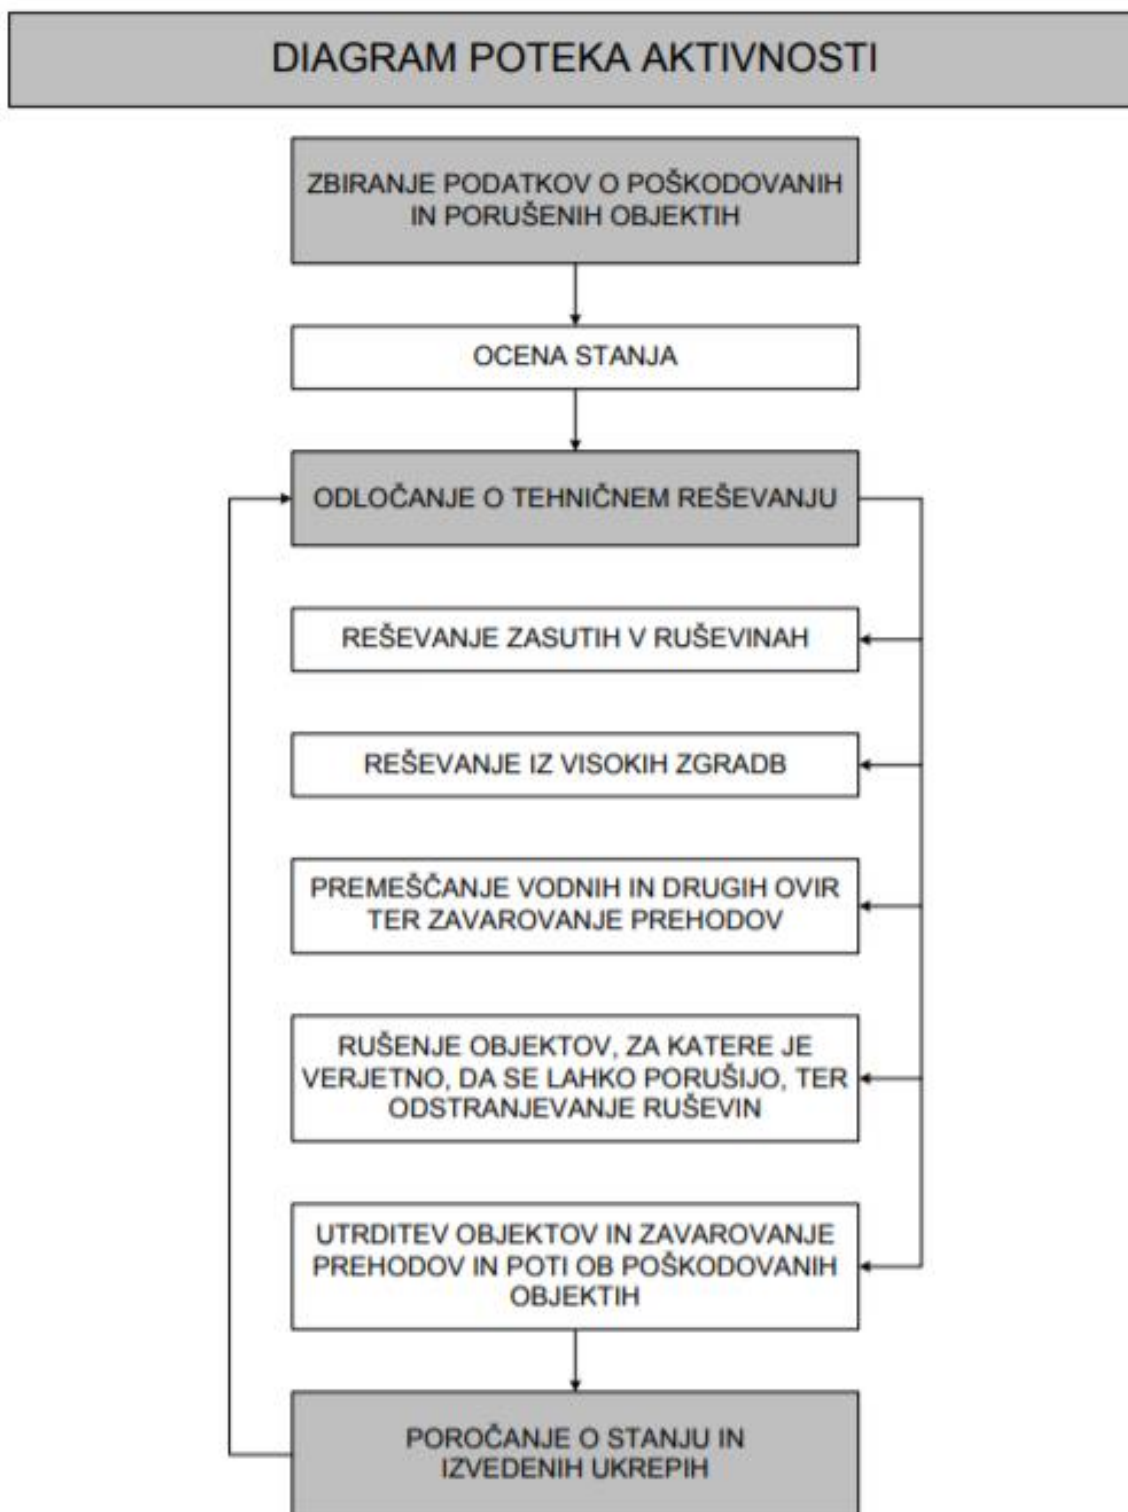 DIAGRAM POTEKA AKTIVNOSTI
ZBIRANJE PODATKOV O POŠKODOVANIH
IN PORUŠENIH OBJEKTIH
OCENA STANJA
ODLOČANJE O TEHNIČNEM REŠEVANJU
REŠEVANJE ZASUTIH V RUŠEVINAH
REŠEVANJE IZ VISOKIH ZGRADB
PREMEŠČANJE VODNIH IN DRUGIH OVIR
TER ZAVAROVANJE PREHODOV
RUŠENJE OBJEKTOV, ZA KATERE JE
VERJETNO, DA SE LAHKO PORUŠIJO, TER
ODSTRANJEVANJE RUŠEVIN
UTRDITEV OBJEKTOV IN ZAVAROVANJE
PREHODOV IN POTI OB POŠKODOVANIH
OBJEKTIH
POROČANJE O STANJU IN
IZVEDENIH UKREPIH